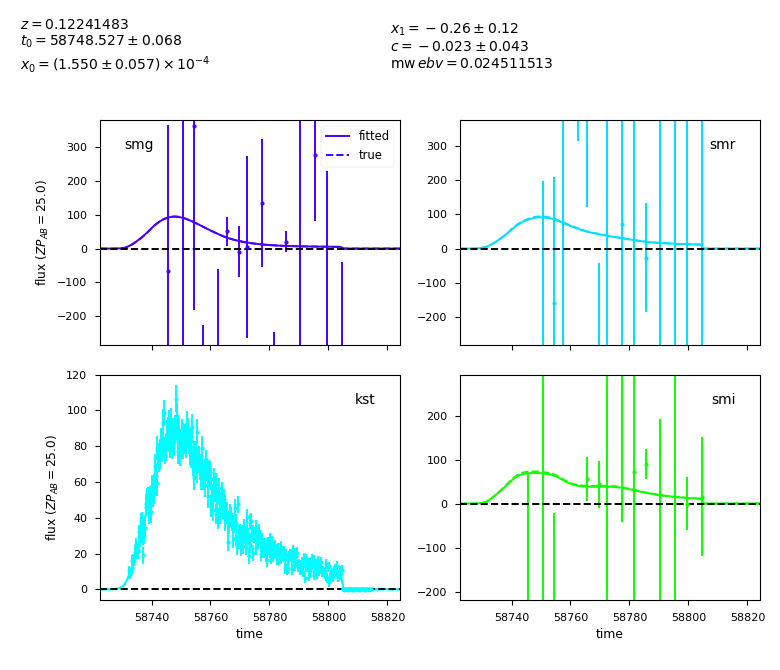 z = 0.12241483
t₀ = 58748.527 ± 0.068
x₀ = (1.550 ± 0.057) × 10⁻⁴
x₁ = −0.26 ± 0.12
c = −0.023 ± 0.043
mw ebv = 0.024511513
smg
fitted
true
300
200
100
0
−100
−200
flux (ZP_AB = 25.0)
smr
300
200
100
0
−100
−200
kst
120
100
80
60
40
20
0
flux (ZP_AB = 25.0)
58740 58760 58780 58800 58820
time
smi
200
100
0
−100
−200
58740 58760 58780 58800 58820
time